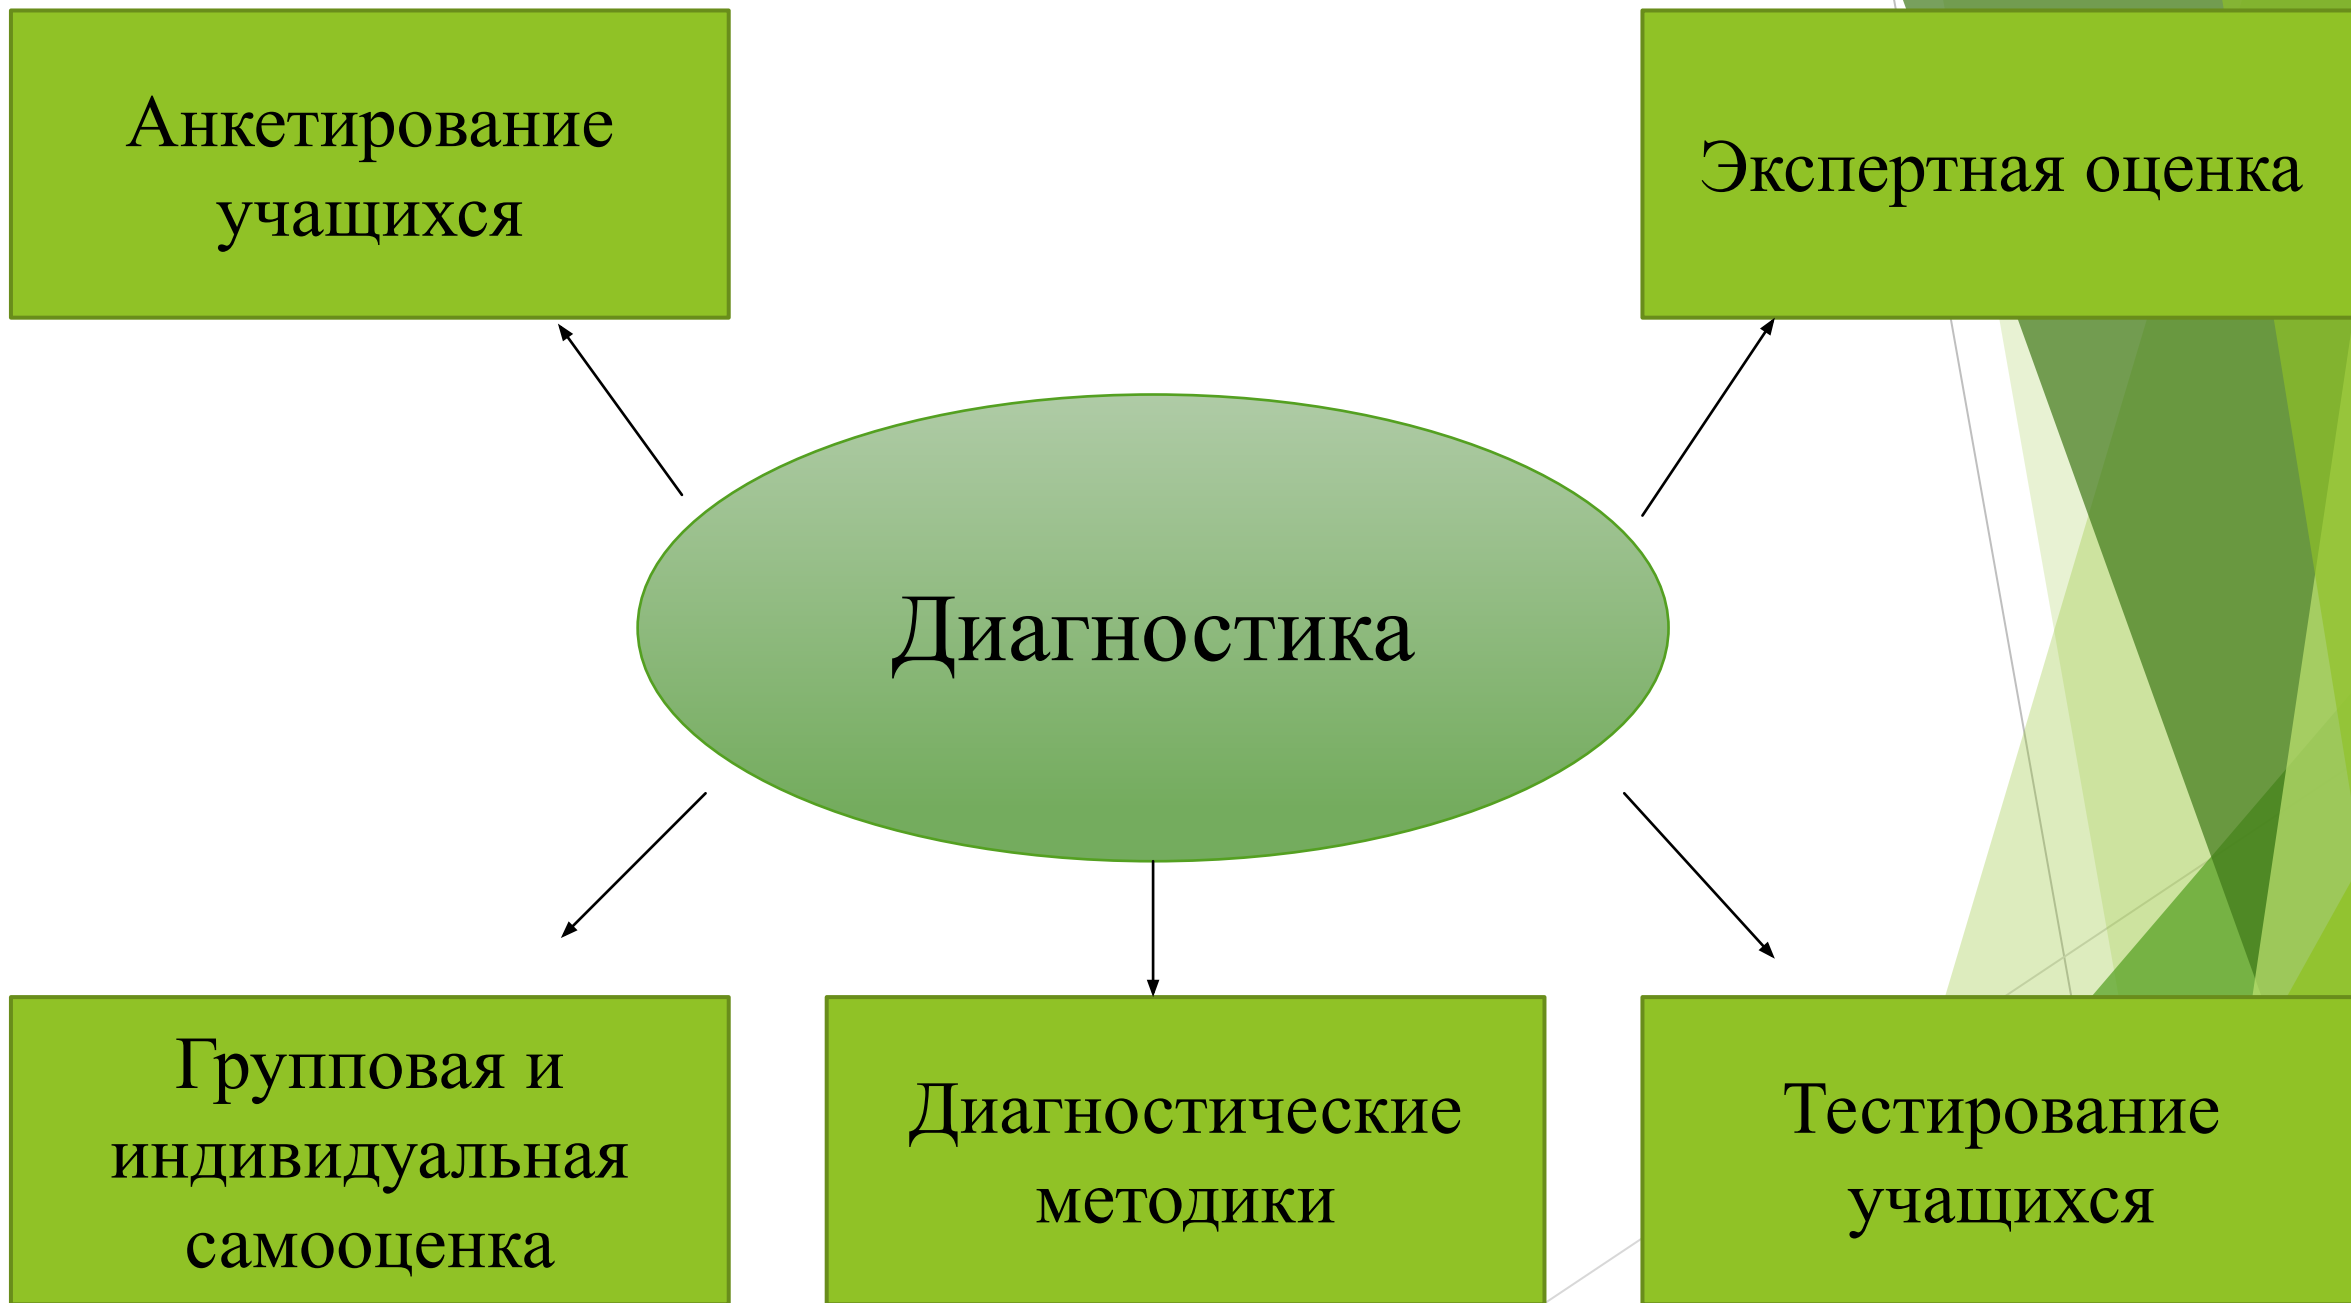 Анкетирование
учащихся
Экспертная оценка
Диагностика
Групповая и
индивидуальная
самооценка
Диагностические
методики
Тестирование
учащихся